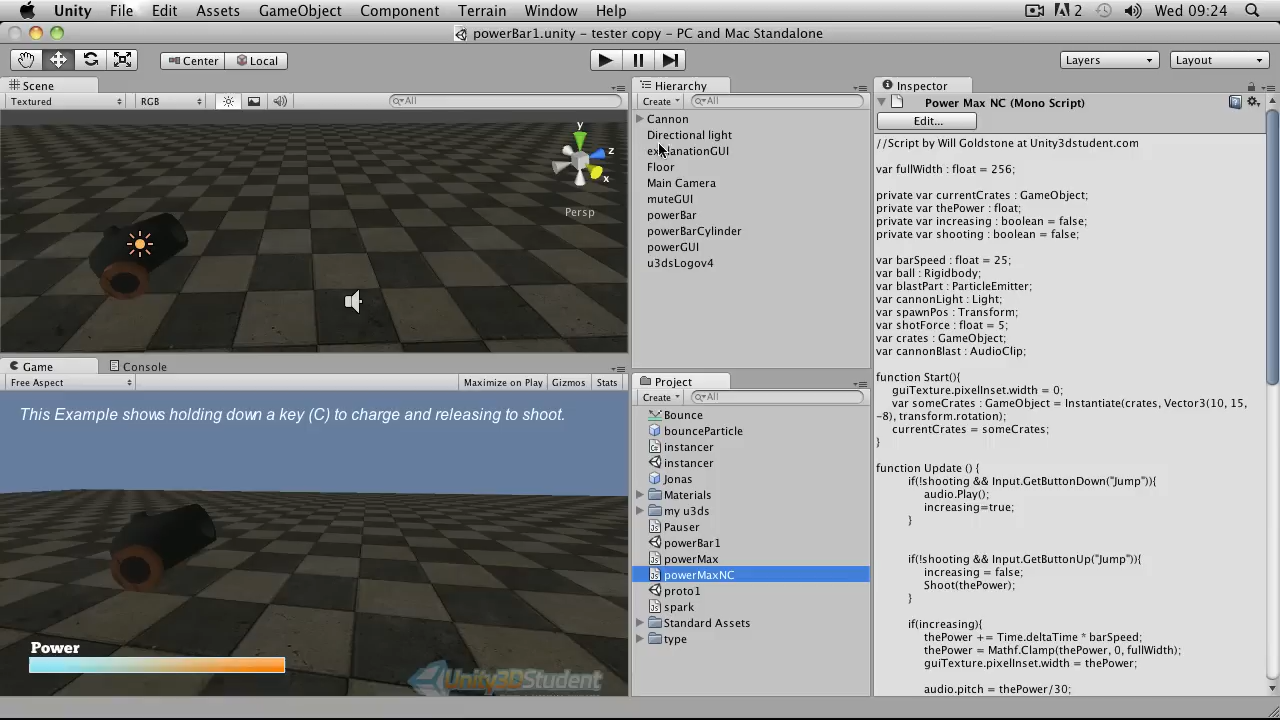 Unity File Edit Assets GameObject Component Terrain Window Help 2 Wed 09:24
powerBar1.unity - tester copy - PC and Mac Standalone
Center Local Layers Layout
Scene
Textured RGB All
y
z
x
Persp
Game Console
Free Aspect Maximize on Play Gizmos Stats
This Example shows holding down a key (C) to charge and releasing to shoot.
Power
Unity3DStudent
Hierarchy
Create All
Cannon
Directional light
explanationGUI
Floor
Main Camera
muteGUI
powerBar
powerBarCylinder
powerGUI
u3dsLogov4
Project
Create All
Bounce
bounceParticle
instancer
instancer
Jonas
Materials
my u3ds
Pauser
powerBar1
powerMax
powerMaxNC
proto1
spark
Standard Assets
type
Inspector
Power Max NC (Mono Script)
Edit...
//Script by Will Goldstone at Unity3dstudent.com
var fullWidth : float = 256;
private var currentCrates : GameObject;
private var thePower : float;
private var increasing : boolean = false;
private var shooting : boolean = false;
var barSpeed : float = 25;
var ball : Rigidbody;
var blastPart : ParticleEmitter;
var cannonLight : Light;
var spawnPos : Transform;
var shotForce : float = 5;
var crates : GameObject;
var cannonBlast : AudioClip;
function Start(){
guiTexture.pixelInset.width = 0;
var someCrates : GameObject = Instantiate(crates, Vector3(10, 15,
-8), transform.rotation);
currentCrates = someCrates;
}
function Update () {
if(!shooting && Input.GetButtonDown("Jump")){
audio.Play();
increasing=true;
}
if(!shooting && Input.GetButtonUp("Jump")){
increasing = false;
Shoot(thePower);
}
if(increasing){
thePower += Time.deltaTime * barSpeed;
thePower = Mathf.Clamp(thePower, 0, fullWidth);
guiTexture.pixelInset.width = thePower;
audio.pitch = thePower/30;